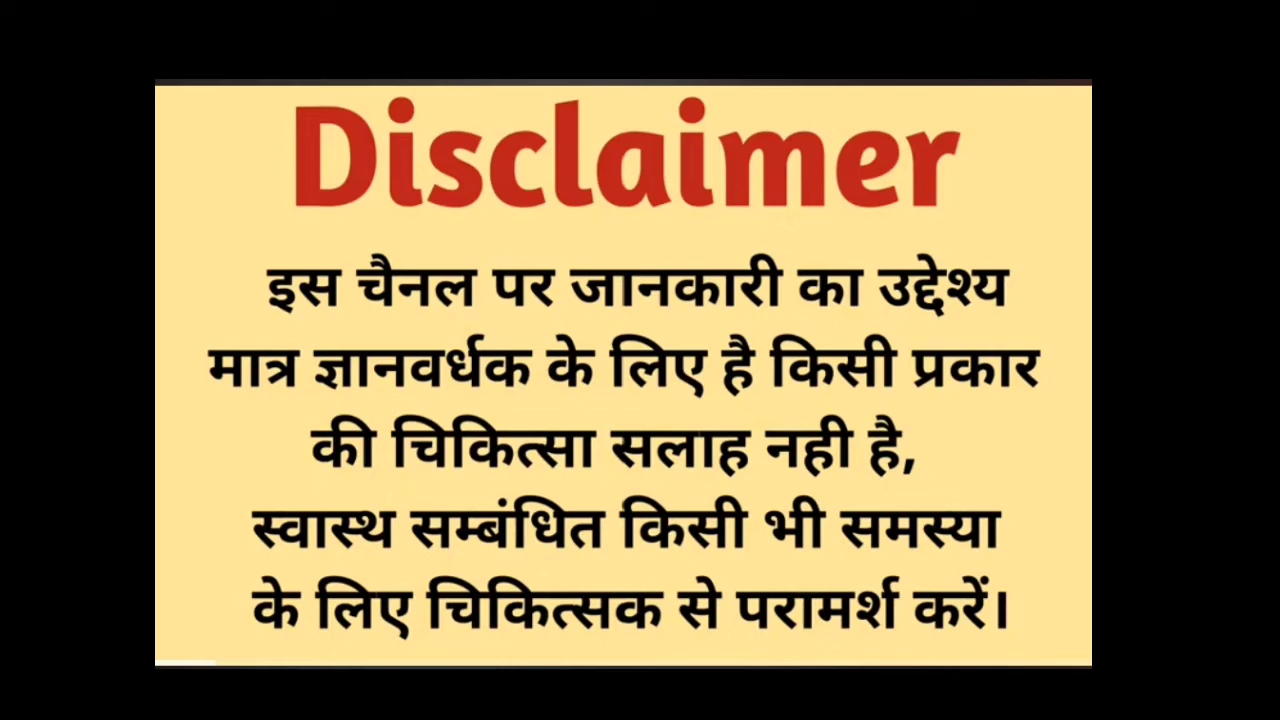 Disclaimer
इस चैनल पर जानकारी का उद्देश्य
मात्र ज्ञानवर्धक के लिए है किसी प्रकार
की चिकित्सा सलाह नही है,
स्वास्थ सम्बंधित किसी भी समस्या
के लिए चिकित्सक से परामर्श करें।